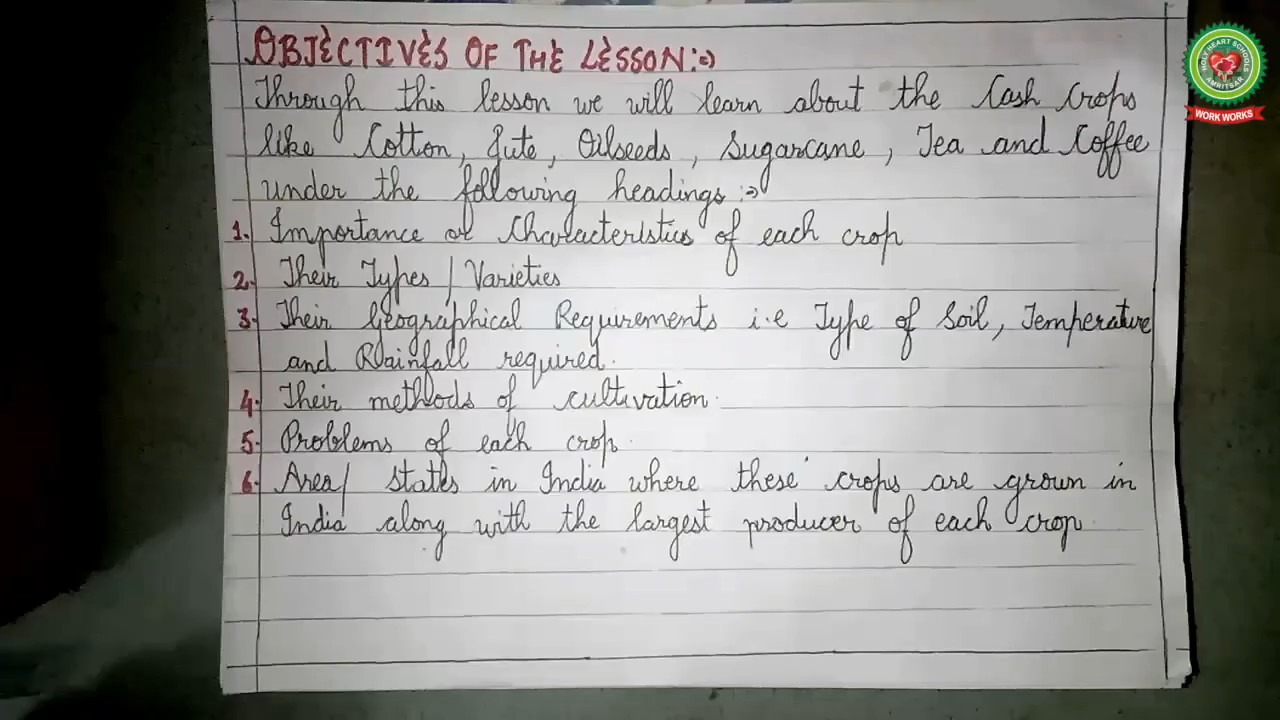 OBJECTIVES OF THE LESSON:⇒
Through this lesson we will learn about the Cash Crops
like Cotton, Jute, Oilseeds, Sugarcane, Tea and Coffee
under the following headings:⇒
1. Importance or Characteristics of each crop
2. Their Types / Varieties
3. Their Geographical Requirements i.e Type of Soil, Temperature
and Rainfall required.
4. Their methods of cultivation.
5. Problems of each crop.
6. Area/ states in India where these crops are grown in
India along with the largest producer of each crop.
HOLY HEART SCHOOLS
AMRITSAR
WORK WORKS